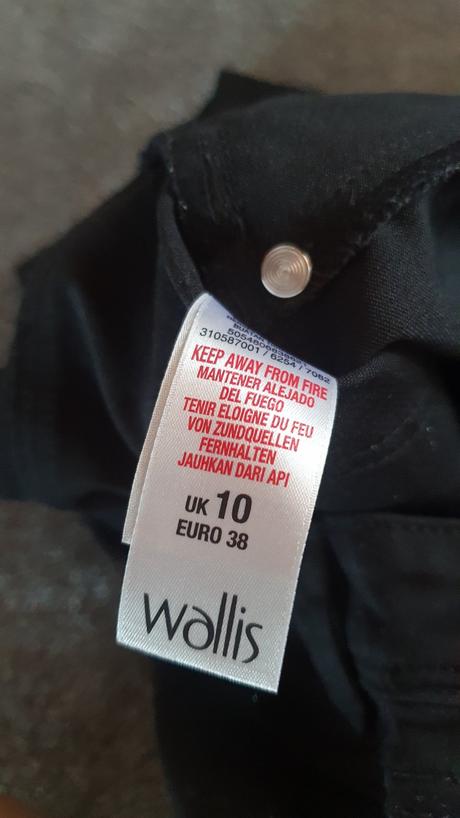 310587001 / 6254 / 7062
KEEP AWAY FROM FIRE
MANTENER ALEJADO
DEL FUEGO
TENIR ELOIGNE DU FEU
VON ZUNDQUELLEN
FERNHALTEN
JAUHKAN DARI API
UK 10
EURO 38
wallis